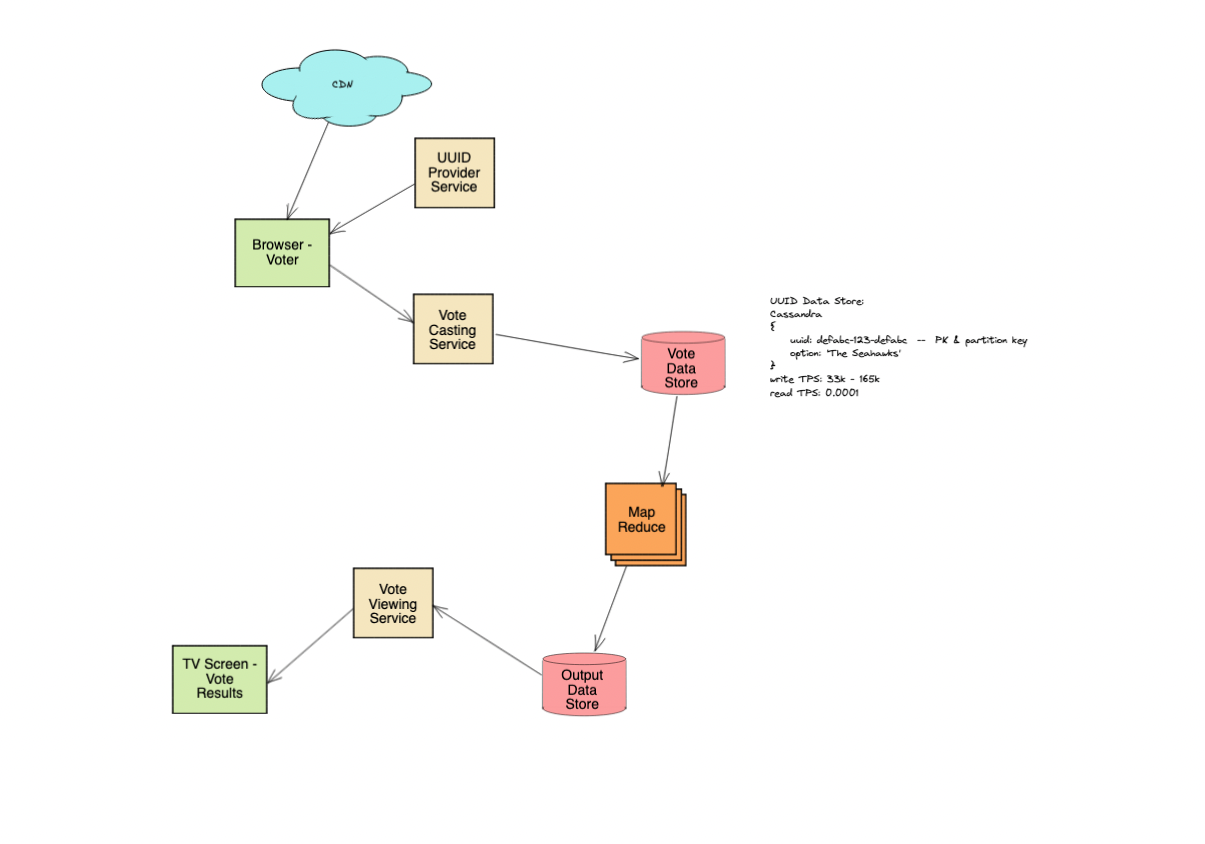 CDN
UUID
Provider
Service
Browser -
Voter
Vote
Casting
Service
Vote
Data
Store
UUID Data Store:
Cassandra
{
uuid: defabc-123-defabc -- PK & partition key
option: 'The Seahawks'
}
write TPS: 33k - 165k
read TPS: 0.0001
Map
Reduce
Vote
Viewing
Service
TV Screen -
Vote
Results
Output
Data
Store